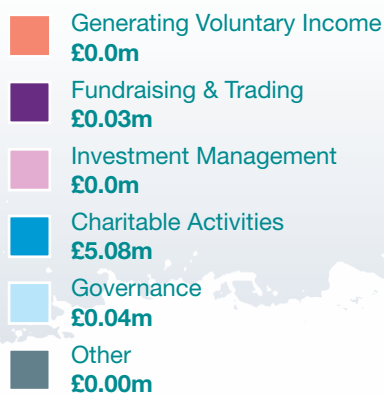 Generating Voluntary Income
£0.0m
Fundraising & Trading
£0.03m
Investment Management
£0.0m
Charitable Activities
£5.08m
Governance
£0.04m
Other
£0.00m